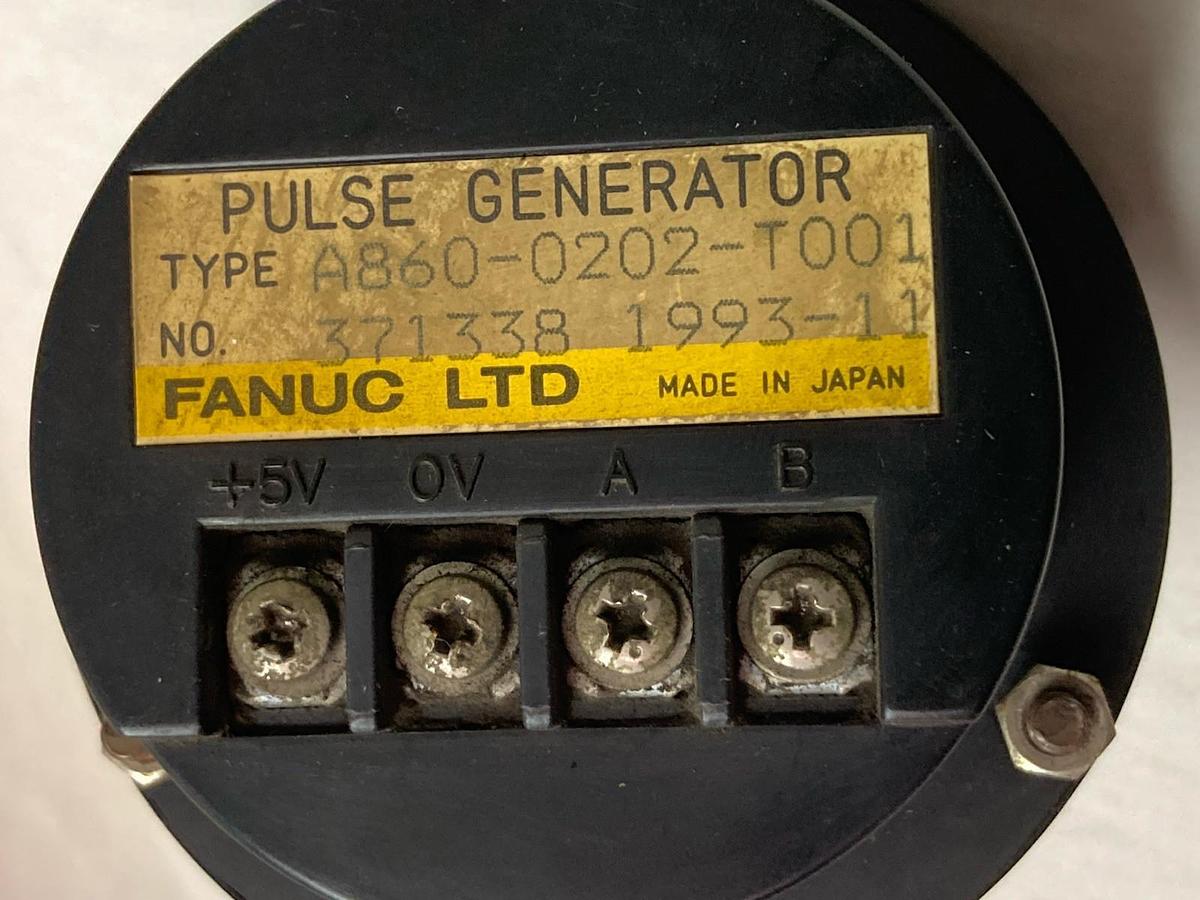 PULSE GENERATOR
TYPE A860-0202-T001
NO. 371338 1993-11
FANUC LTD MADE IN JAPAN
+5V 0V A B